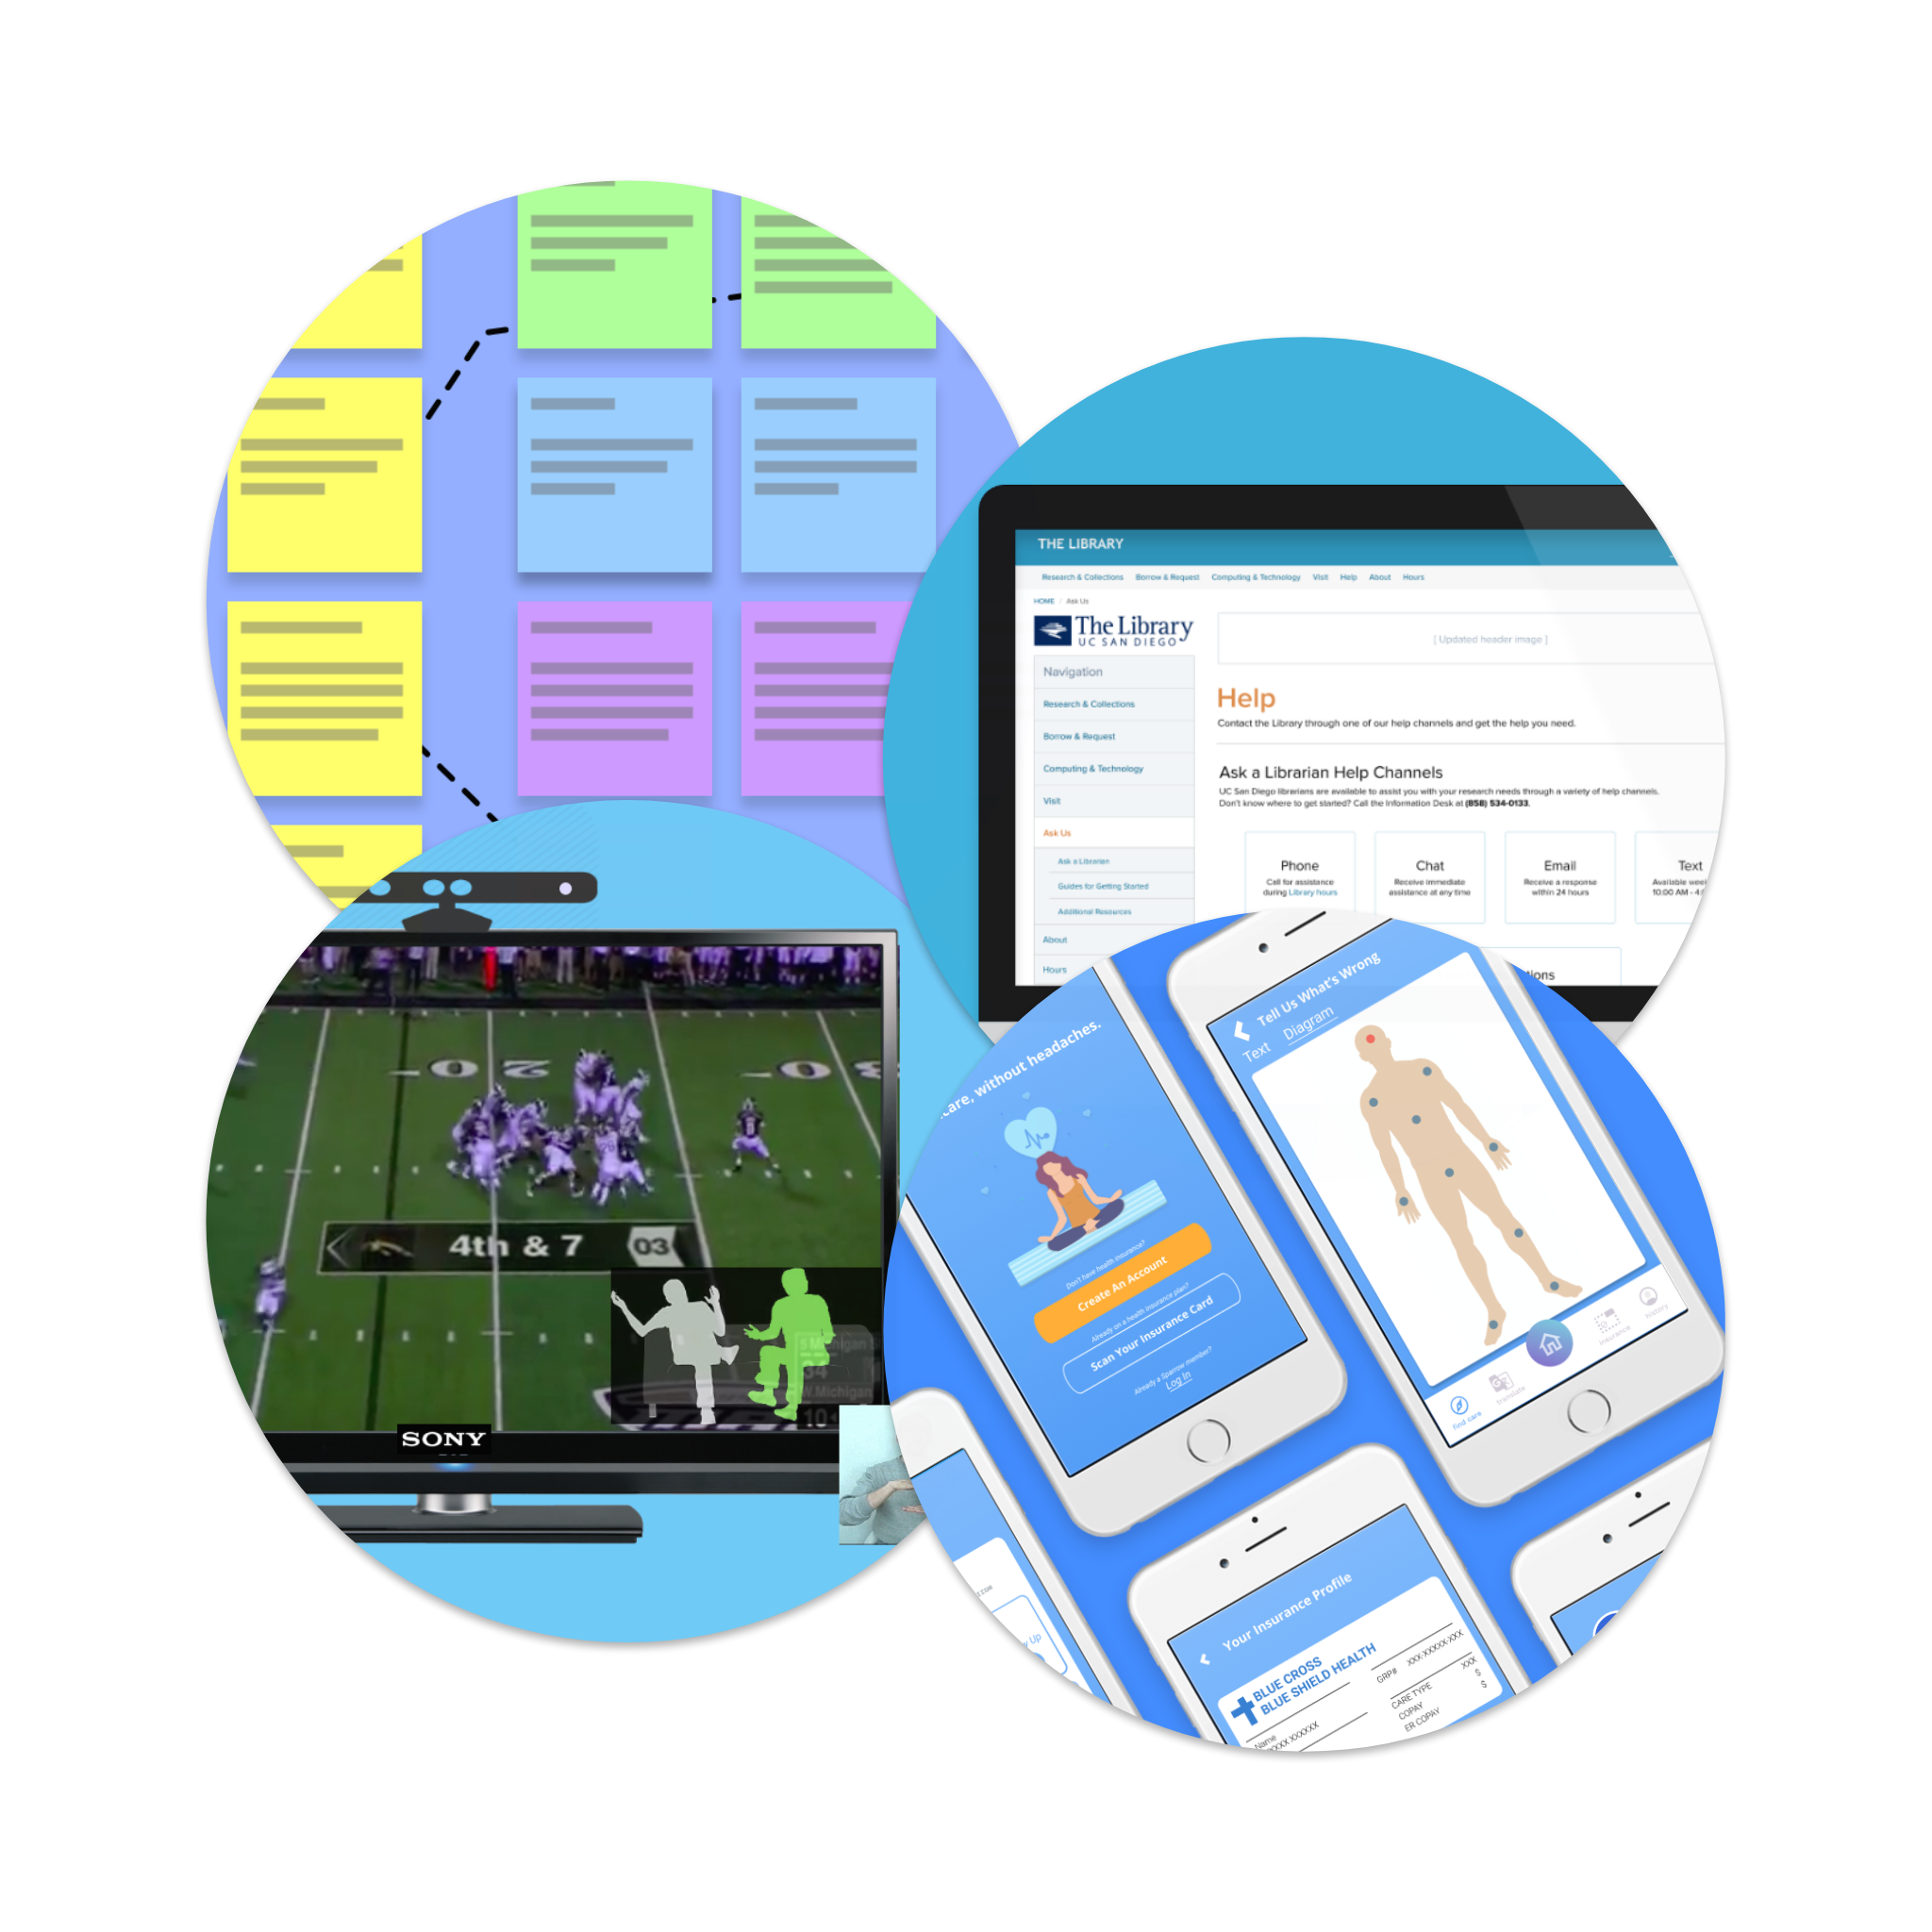 THE LIBRARY
Research & Collections Borrow & Request Computing & Technology Visit Help About Hours
HOME / Ask Us
The Library
UC SAN DIEGO
[ Updated header image ]
Navigation
Research & Collections
Borrow & Request
Computing & Technology
Visit
Ask Us
Ask a Librarian
Guides for Getting Started
Additional Resources
About
Hours
Help
Contact the Library through one of our help channels and get the help you need.
Ask a Librarian Help Channels
UC San Diego librarians are available to assist you with your research needs through a variety of help channels.
Don't know where to get started? Call the Information Desk at (858) 534-0133.
Phone
Call for assistance
during Library hours
Chat
Receive immediate
assistance at any time
Email
Receive a response
within 24 hours
Text
Available
10:00 AM - 4
20
4th & 7
03
34
W.Michigan
10
SONY
care, without headaches.
Don't have health insurance?
Create An Account
Already on a health insurance plan?
Scan Your Insurance Card
Already a Sparrow member?
Log In
Tell Us What's Wrong
Text Diagram
find care
translate
insurance
history
Up
Your Insurance Profile
BLUE CROSS
BLUE SHIELD HEALTH
Name
XXXX XXXXXX
GRP# XXX-XXXXX-XXX
CARE TYPE XXX
COPAY $
ER COPAY $